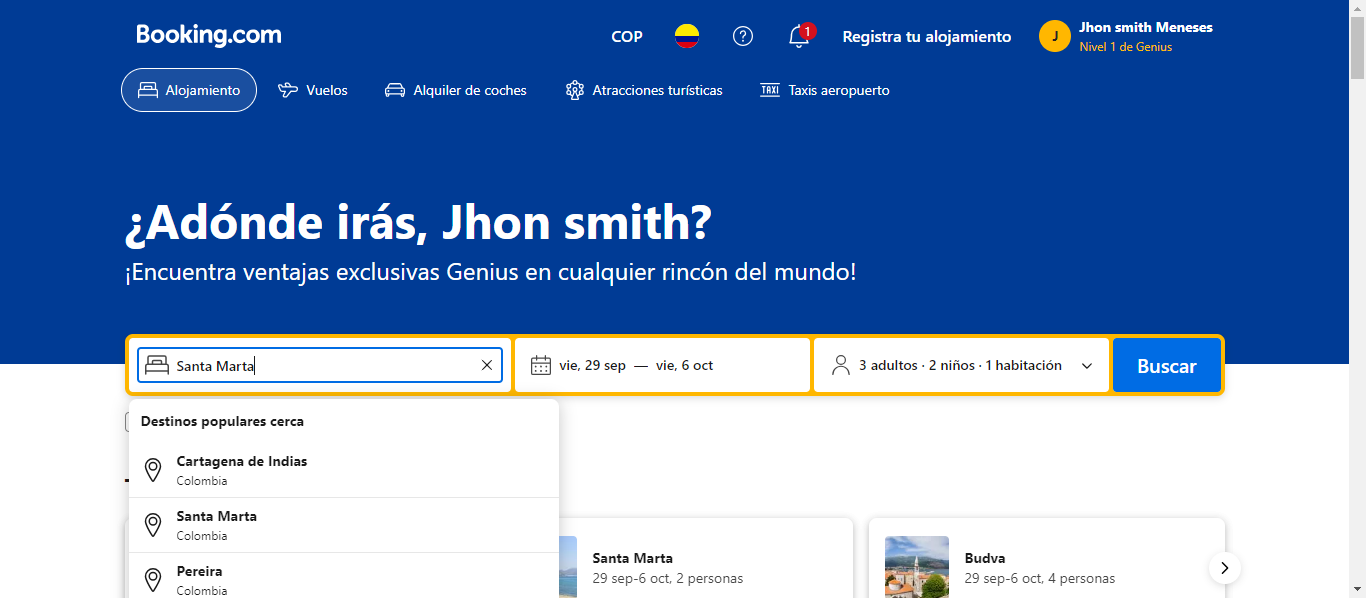 Booking.com
COP
1
Registra tu alojamiento
J
Jhon smith Meneses
Nivel 1 de Genius
Alojamiento
Vuelos
Alquiler de coches
Atracciones turísticas
TAXI
Taxis aeropuerto
¿Adónde irás, Jhon smith?
¡Encuentra ventajas exclusivas Genius en cualquier rincón del mundo!
Santa Marta
vie, 29 sep — vie, 6 oct
3 adultos · 2 niños · 1 habitación
Buscar
Destinos populares cerca
Cartagena de Indias
Colombia
Santa Marta
Colombia
Pereira
Colombia
Santa Marta
29 sep-6 oct, 2 personas
Budva
29 sep-6 oct, 4 personas